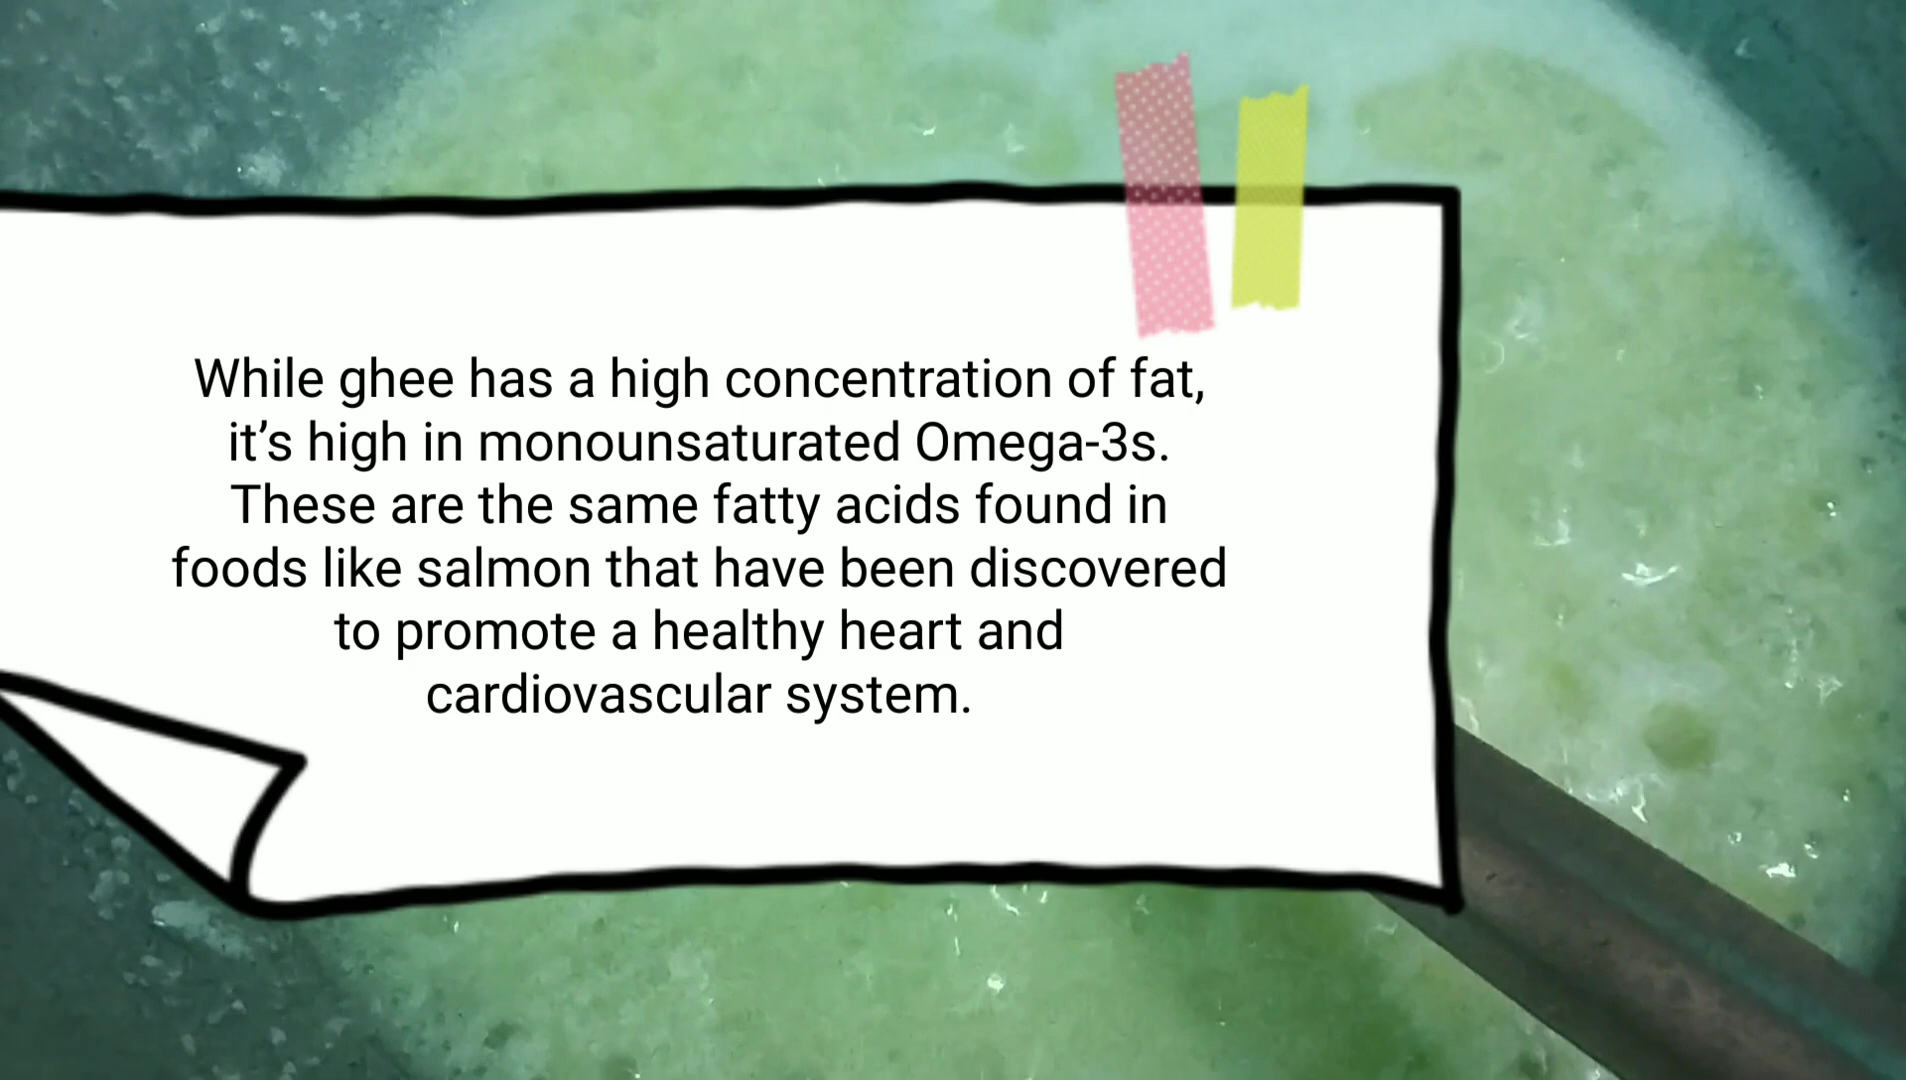 While ghee has a high concentration of fat,
it’s high in monounsaturated Omega-3s.
These are the same fatty acids found in
foods like salmon that have been discovered
to promote a healthy heart and
cardiovascular system.